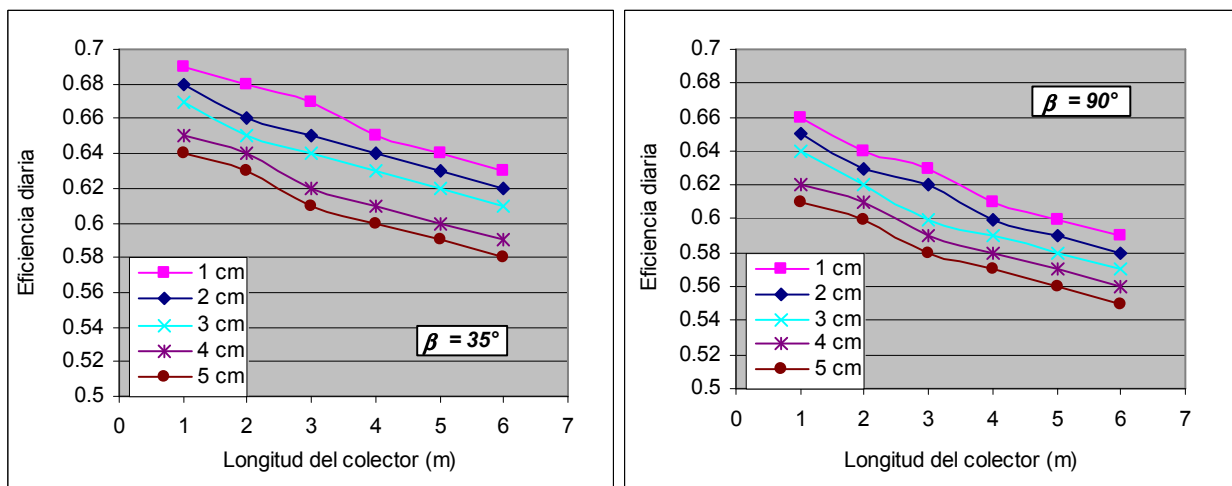 0.7
0.68
0.66
0.64
0.62
0.6
0.58
0.56
0.54
0.52
0.5
Eficiencia diaria
1 cm
2 cm
3 cm
4 cm
5 cm
β = 35°
0 1 2 3 4 5 6 7
Longitud del colector (m)
0.7
0.68
0.66
0.64
0.62
0.6
0.58
0.56
0.54
0.52
0.5
Eficiencia diaria
β = 90°
1 cm
2 cm
3 cm
4 cm
5 cm
0 1 2 3 4 5 6 7
Longitud del colector (m)